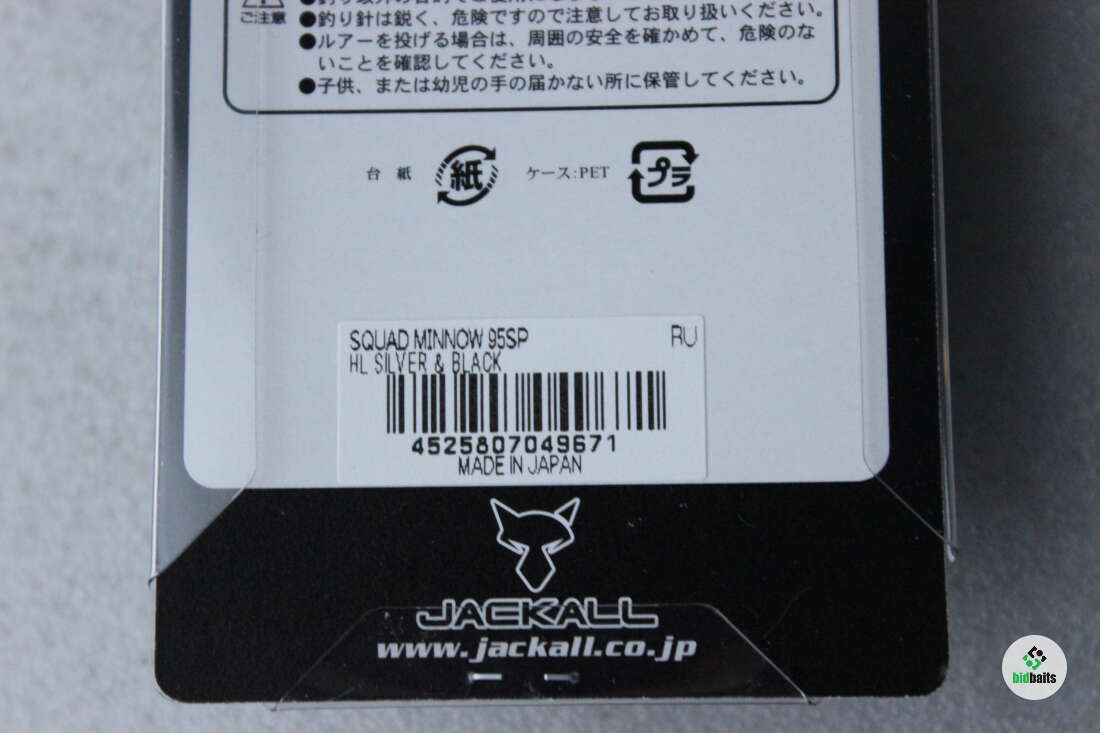 ご注意
●釣り針は鋭く、危険ですので注意してお取り扱いください。
●ルアーを投げる場合は、周囲の安全を確かめて、危険のな
いことを確認してください。
●子供、または幼児の手の届かない所に保管してください。
台 紙 紙 ケース:PET プラ
SQUAD MINNOW 95SP RU
HL SILVER & BLACK
4525807049671
MADE IN JAPAN
JACKALL
www.jackall.co.jp
bidbaits